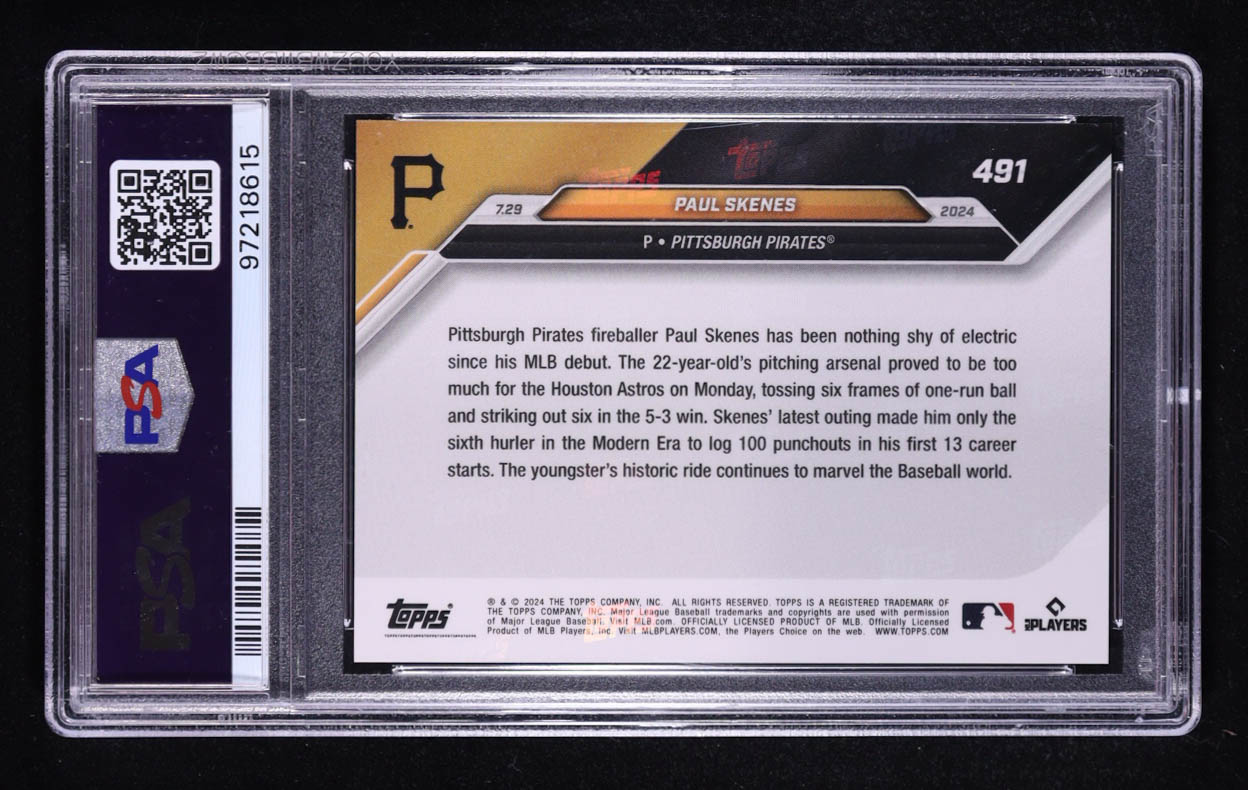 97218615
PSA
PSA
P
7.29
PAUL SKENES
2024
491
P • PITTSBURGH PIRATES®
Pittsburgh Pirates fireballer Paul Skenes has been nothing shy of electric
since his MLB debut. The 22-year-old's pitching arsenal proved to be too
much for the Houston Astros on Monday, tossing six frames of one-run ball
and striking out six in the 5-3 win. Skenes' latest outing made him only the
sixth hurler in the Modern Era to log 100 punchouts in his first 13 career
starts. The youngster's historic ride continues to marvel the Baseball world.
topps®
® & © 2024 THE TOPPS COMPANY, INC. ALL RIGHTS RESERVED. TOPPS IS A REGISTERED TRADEMARK OF
THE TOPPS COMPANY, INC. Major League Baseball trademarks and copyrights are used with permission
of Major League Baseball. Visit MLB.com. OFFICIALLY LICENSED PRODUCT OF MLB. Officially Licensed
Product of MLB Players, Inc. Visit MLBPLAYERS.COM, the Players Choice on the web. WWW.TOPPS.COM
PLAYERS